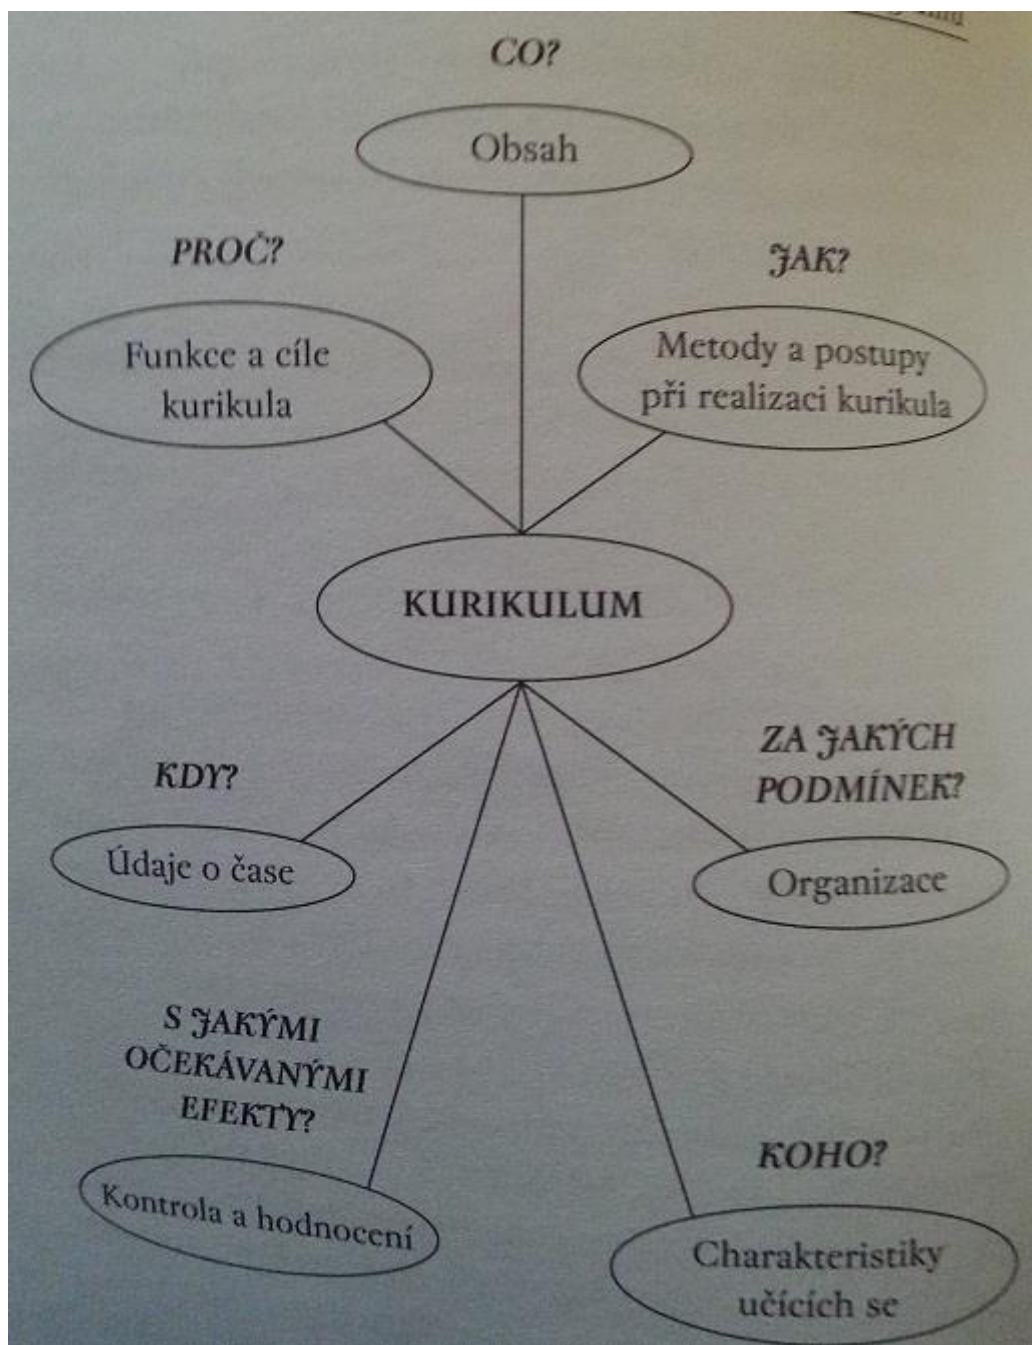 CO?
Obsah
PROČ?
Funkce a cíle
kurikula
JAK?
Metody a postupy
při realizaci kurikula
KURIKULUM
KDY?
Údaje o čase
ZA JAKÝCH
PODMÍNEK?
Organizace
S JAKÝMI
OČEKÁVANÝMI
EFEKTY?
Kontrola a hodnocení
KOHO?
Charakteristiky
učících se